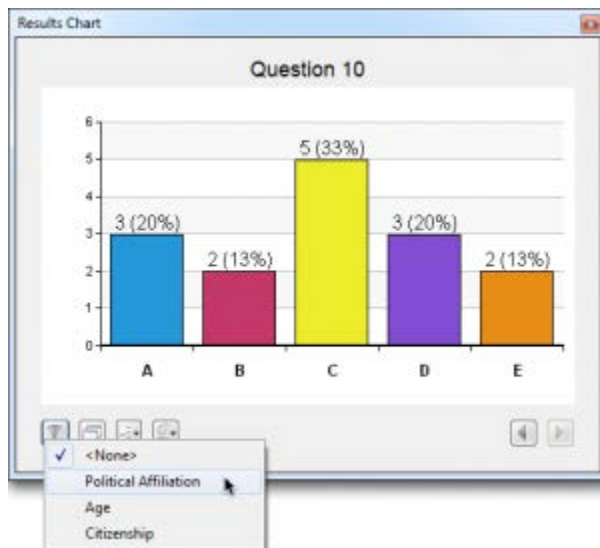 Results Chart
Question 10
6
5
4
3
2
1
0
3 (20%)
2 (13%)
5 (33%)
3 (20%)
2 (13%)
A B C D E
<None>
Political Affiliation
Age
Citizenship